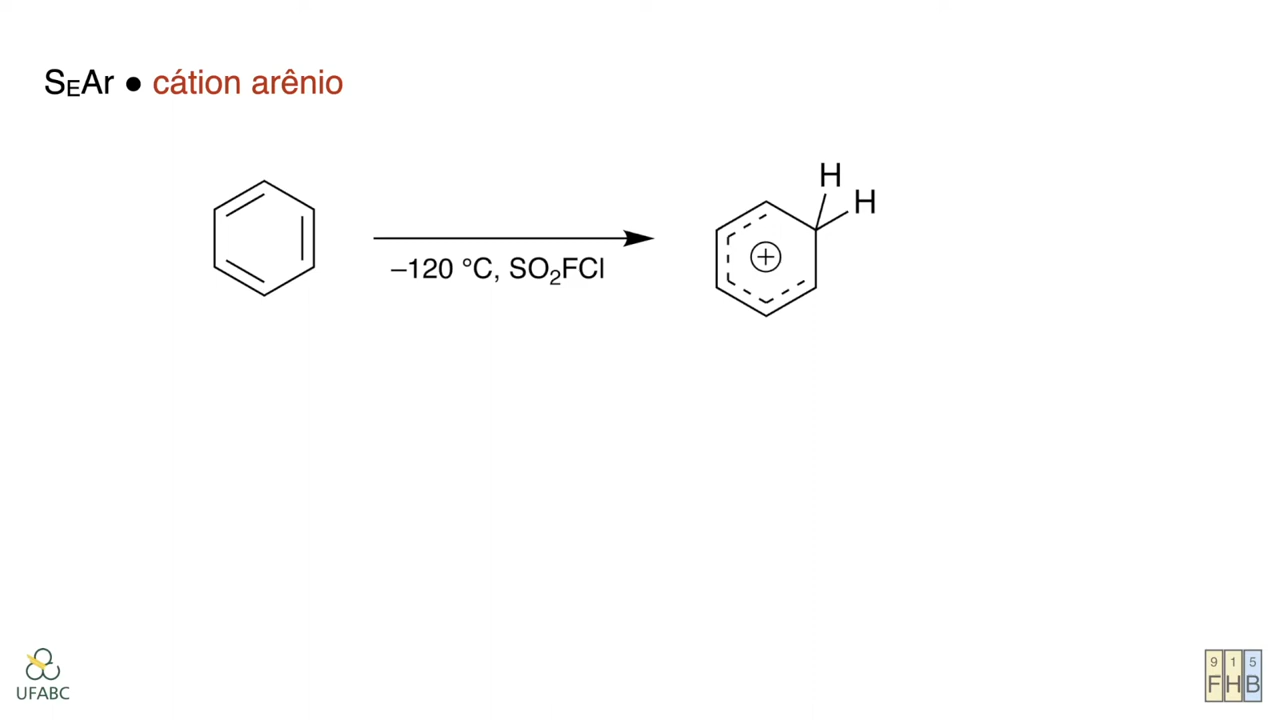 SEAr ● cátion arênio
H
H
+
–120 °C, SO₂FCl
UFABC
9 1 5
F H B